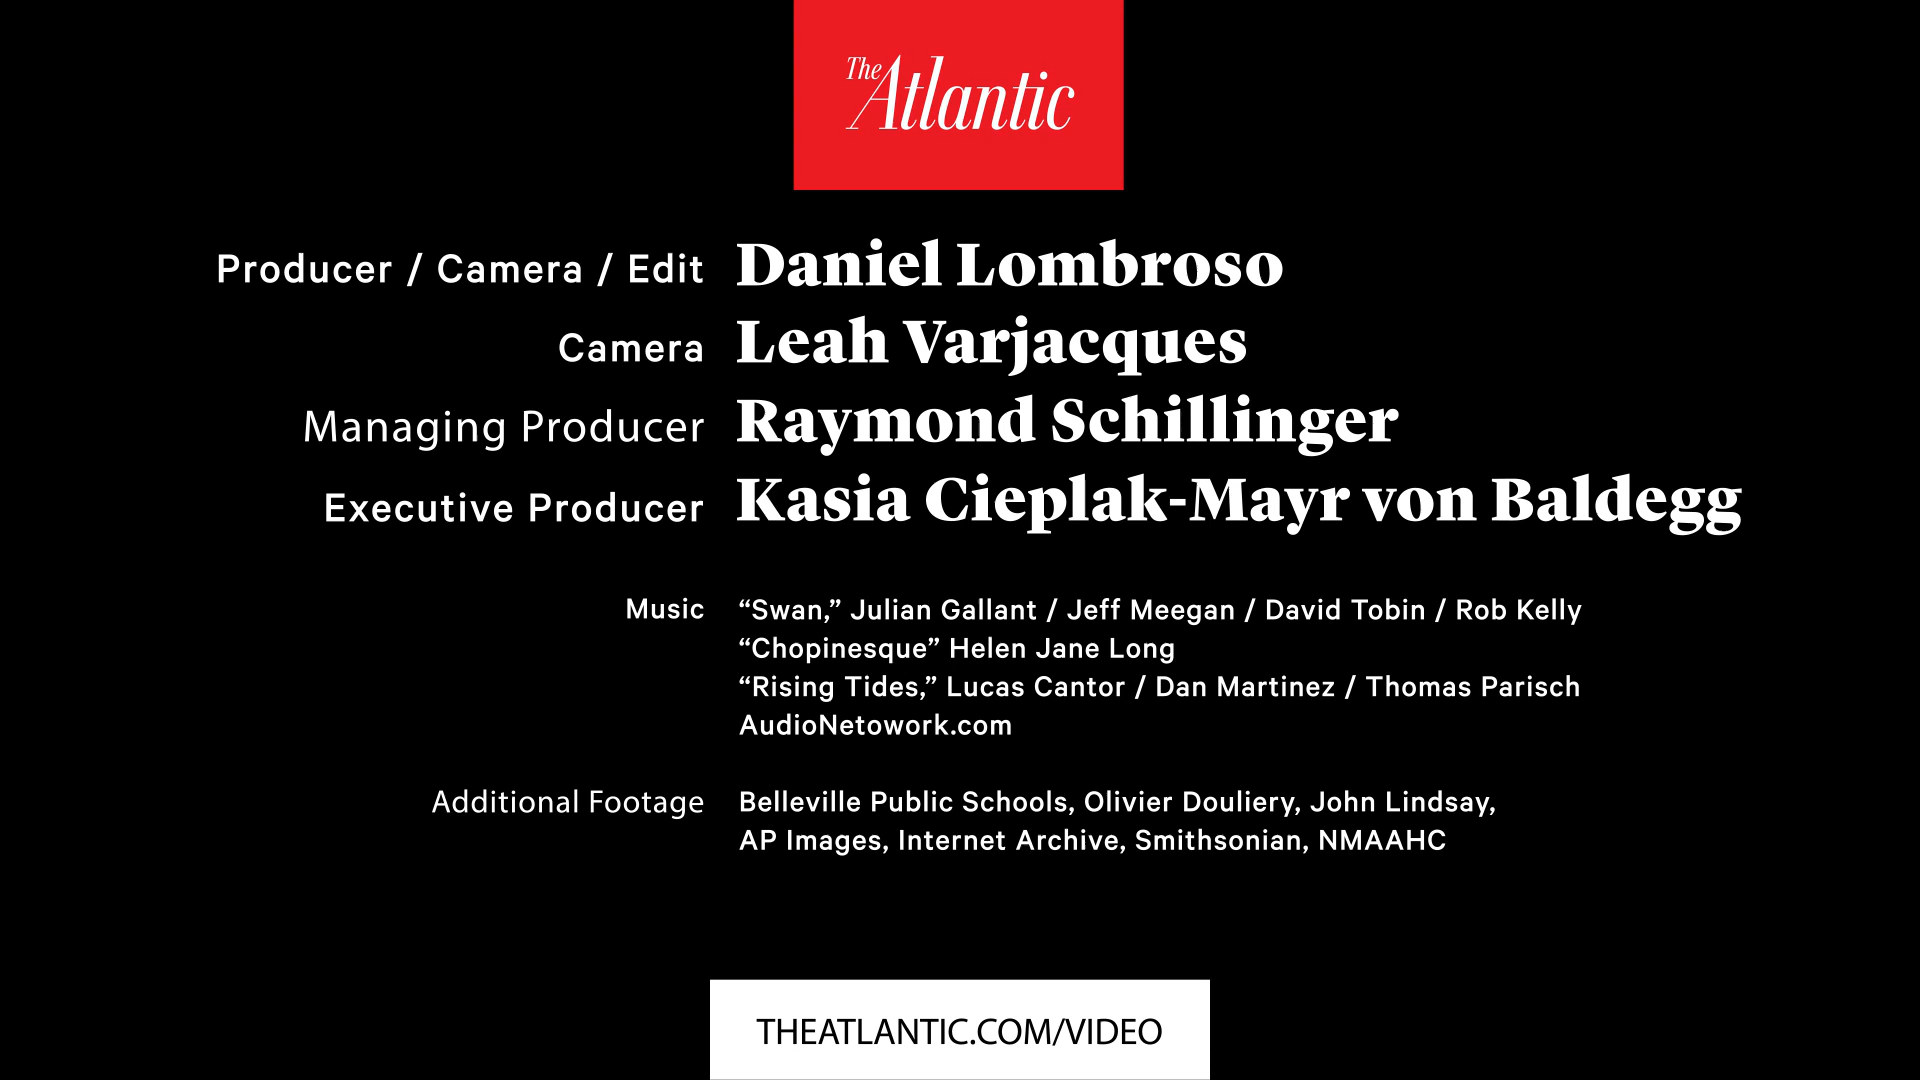 The Atlantic
Producer / Camera / Edit Daniel Lombroso
Camera Leah Varjacques
Managing Producer Raymond Schillinger
Executive Producer Kasia Cieplak-Mayr von Baldegg
Music “Swan,” Julian Gallant / Jeff Meegan / David Tobin / Rob Kelly
“Chopinesque” Helen Jane Long
“Rising Tides,” Lucas Cantor / Dan Martinez / Thomas Parisch
AudioNetowork.com
Additional Footage Belleville Public Schools, Olivier Douliery, John Lindsay,
AP Images, Internet Archive, Smithsonian, NMAAHC
THEATLANTIC.COM/VIDEO